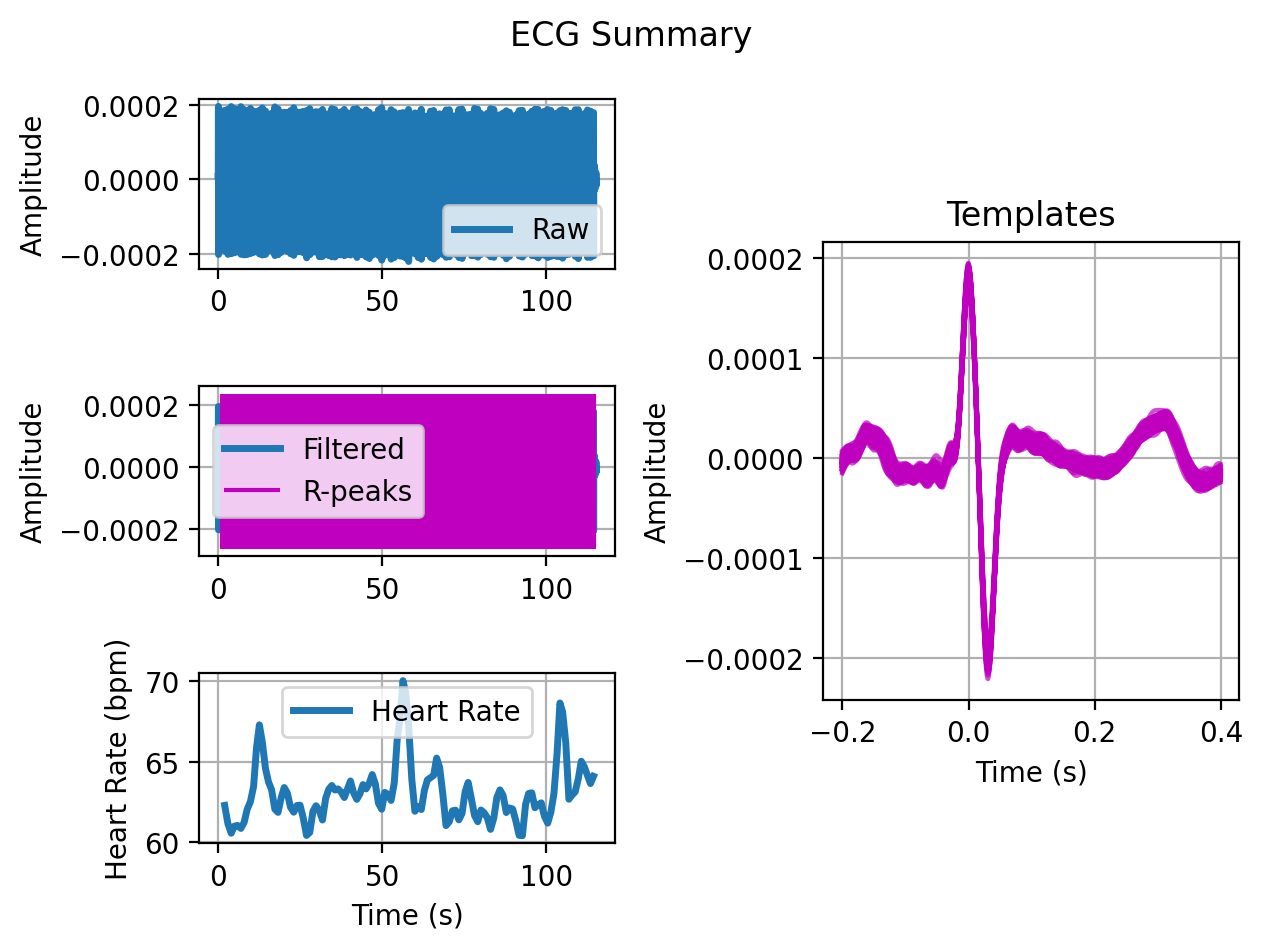 ECG Summary
Amplitude
0.0002
0.0000
−0.0002
Raw
0
50
100
Amplitude
0.0002
0.0000
−0.0002
Filtered
R-peaks
0
50
100
Heart Rate (bpm)
70
65
60
Heart Rate
0
50
100
Time (s)
Templates
Amplitude
0.0002
0.0001
0.0000
−0.0001
−0.0002
−0.2
0.0
0.2
0.4
Time (s)